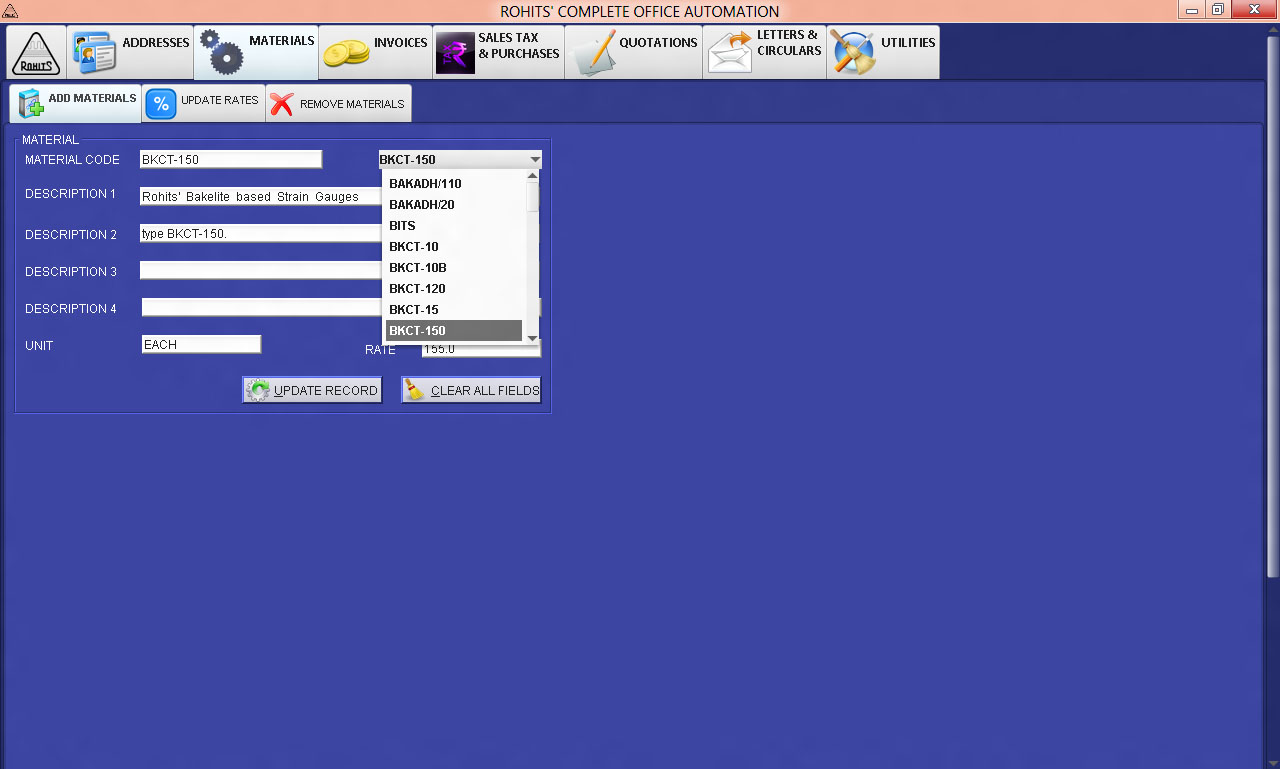 ROHITS' COMPLETE OFFICE AUTOMATION
ROHITS
ADDRESSES
MATERIALS
INVOICES
SALES TAX
& PURCHASES
QUOTATIONS
LETTERS &
CIRCULARS
UTILITIES
ADD MATERIALS
%
UPDATE RATES
REMOVE MATERIALS
MATERIAL
MATERIAL CODE
BKCT-150
BKCT-150
DESCRIPTION 1
Rohits' Bakelite based Strain Gauges
DESCRIPTION 2
type BKCT-150.
DESCRIPTION 3
DESCRIPTION 4
BAKADH/110
BAKADH/20
BITS
BKCT-10
BKCT-10B
BKCT-120
BKCT-15
BKCT-150
UNIT
EACH
RATE
155.0
UPDATE RECORD
CLEAR ALL FIELDS